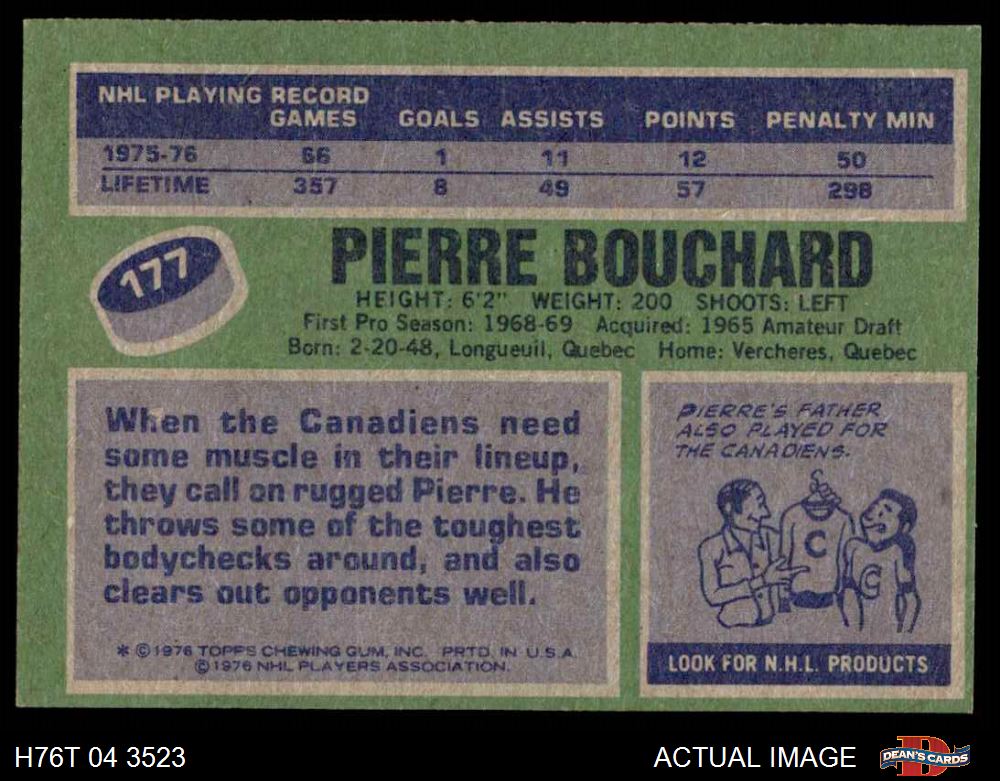 NHL PLAYING RECORD
GAMES GOALS ASSISTS POINTS PENALTY MIN
1975-76 66 1 11 12 50
LIFETIME 357 8 49 57 298
177
PIERRE BOUCHARD
HEIGHT: 6'2" WEIGHT: 200 SHOOTS: LEFT
First Pro Season: 1968-69 Acquired: 1965 Amateur Draft
Born: 2-20-48, Longueuil, Quebec Home: Vercheres, Quebec
When the Canadiens need
some muscle in their lineup,
they call on rugged Pierre. He
throws some of the toughest
bodychecks around, and also
clears out opponents well.
* © 1976 TOPPS CHEWING GUM, INC. PRTD. IN U.S.A.
© 1976 NHL PLAYERS ASSOCIATION.
PIERRE'S FATHER
ALSO PLAYED FOR
THE CANADIENS.
C
C
LOOK FOR N.H.L. PRODUCTS
H76T 04 3523
ACTUAL IMAGE
D
DEAN'S CARDS